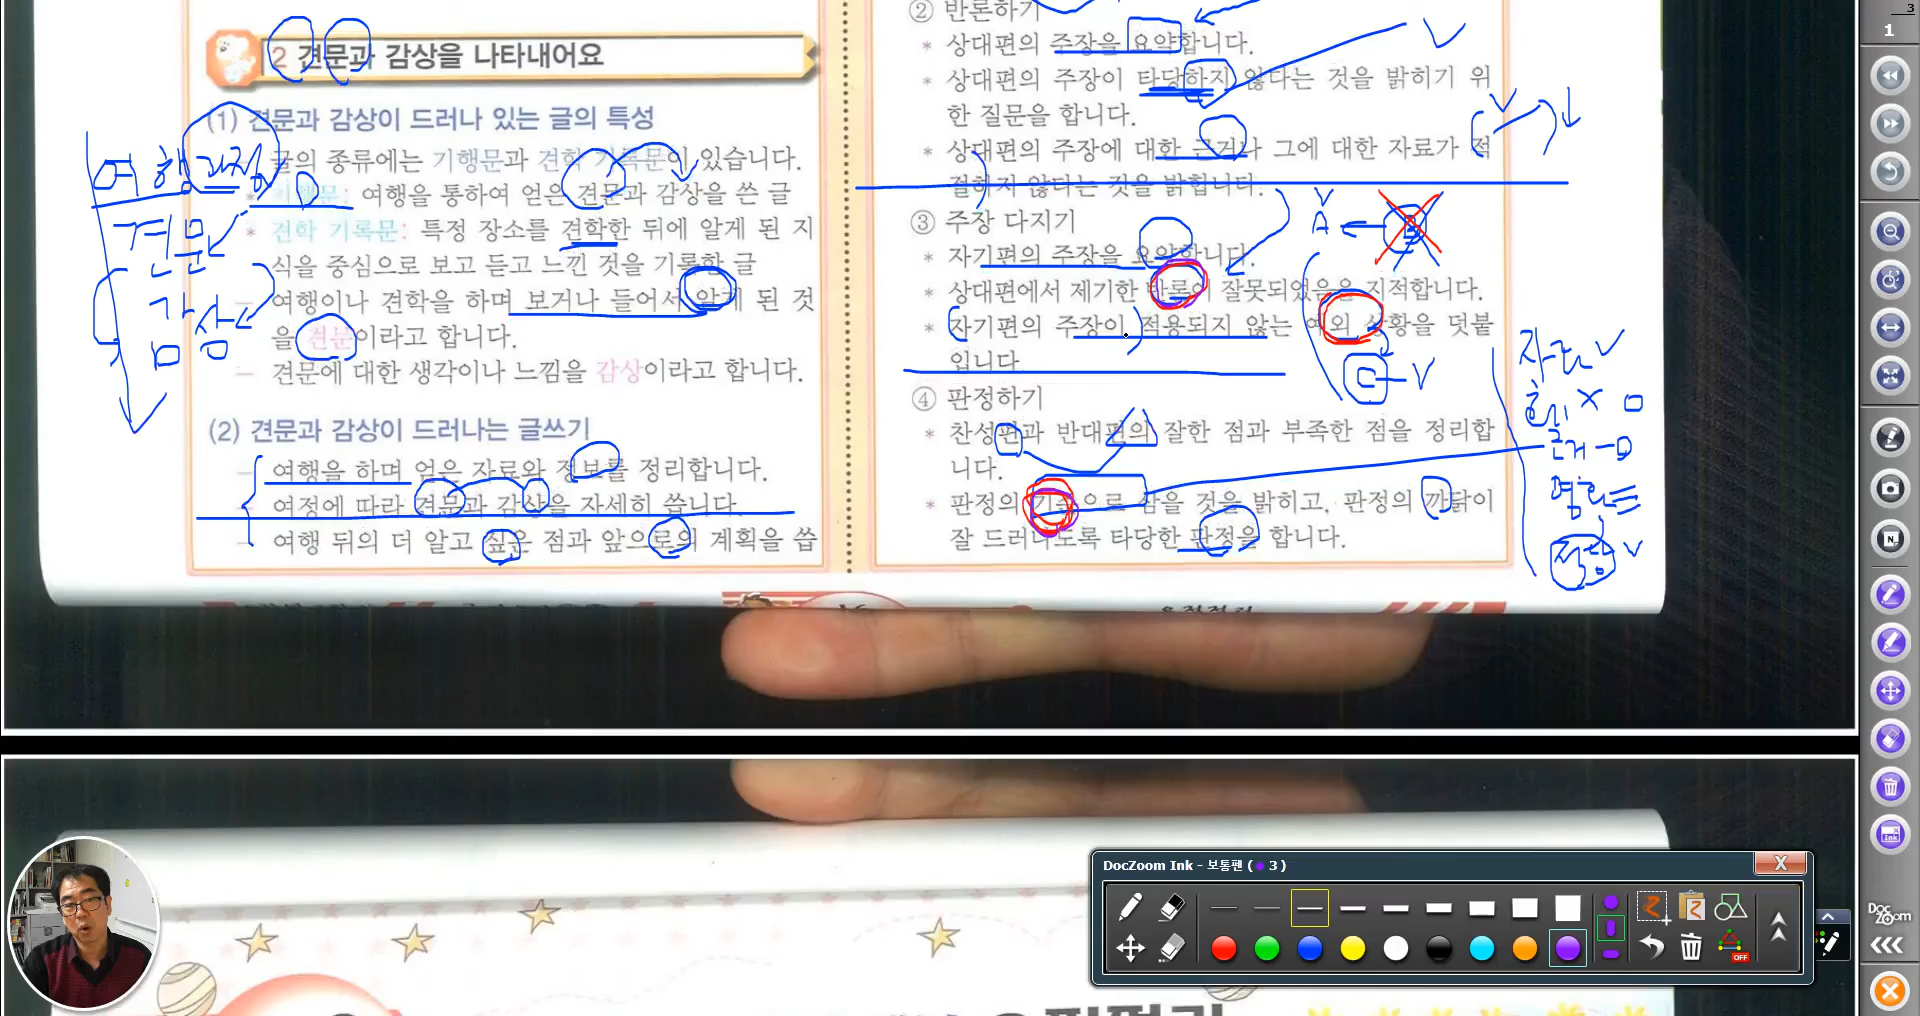 2 견문과 감상을 나타내어요
(1) 견문과 감상이 드러나 있는 글의 특성
글의 종류에는 기행문과 견학 기록문이 있습니다.
기행문: 여행을 통하여 얻은 견문과 감상을 쓴 글
* 견학 기록문: 특정 장소를 견학한 뒤에 알게 된 지
식을 중심으로 보고 듣고 느낀 것을 기록한 글
- 여행이나 견학을 하며 보거나 들어서 알게 된 것
을 견문이라고 합니다.
- 견문에 대한 생각이나 느낌을 감상이라고 합니다.
(2) 견문과 감상이 드러나는 글쓰기
- 여행을 하며 얻은 자료와 정보를 정리합니다.
- 여정에 따라 견문과 감상을 자세히 씁니다.
- 여행 뒤의 더 알고 싶은 점과 앞으로의 계획을 씁
여행과정
견문
감상
② 반론하기
* 상대편의 주장을 요약합니다.
* 상대편의 주장이 타당하지 않다는 것을 밝히기 위
한 질문을 합니다.
* 상대편의 주장에 대한 근거나 그에 대한 자료가 적
절하지 않다는 것을 밝힙니다.
③ 주장 다지기
* 자기편의 주장을 요약합니다.
* 상대편에서 제기한 반론이 잘못되었음을 지적합니다.
* 자기편의 주장이 적용되지 않는 예외 상황을 덧붙
입니다
④ 판정하기
* 찬성편과 반대편의 잘한 점과 부족한 점을 정리합
니다.
* 판정의 기준으로 삼을 것을 밝히고, 판정의 까닭이
잘 드러나도록 타당한 판정을 합니다.
V
A
B
C V
근거
3
1
DocZoom Ink - 보통펜 ( 3 )
X
OFF
Ink
Doc
Zoom